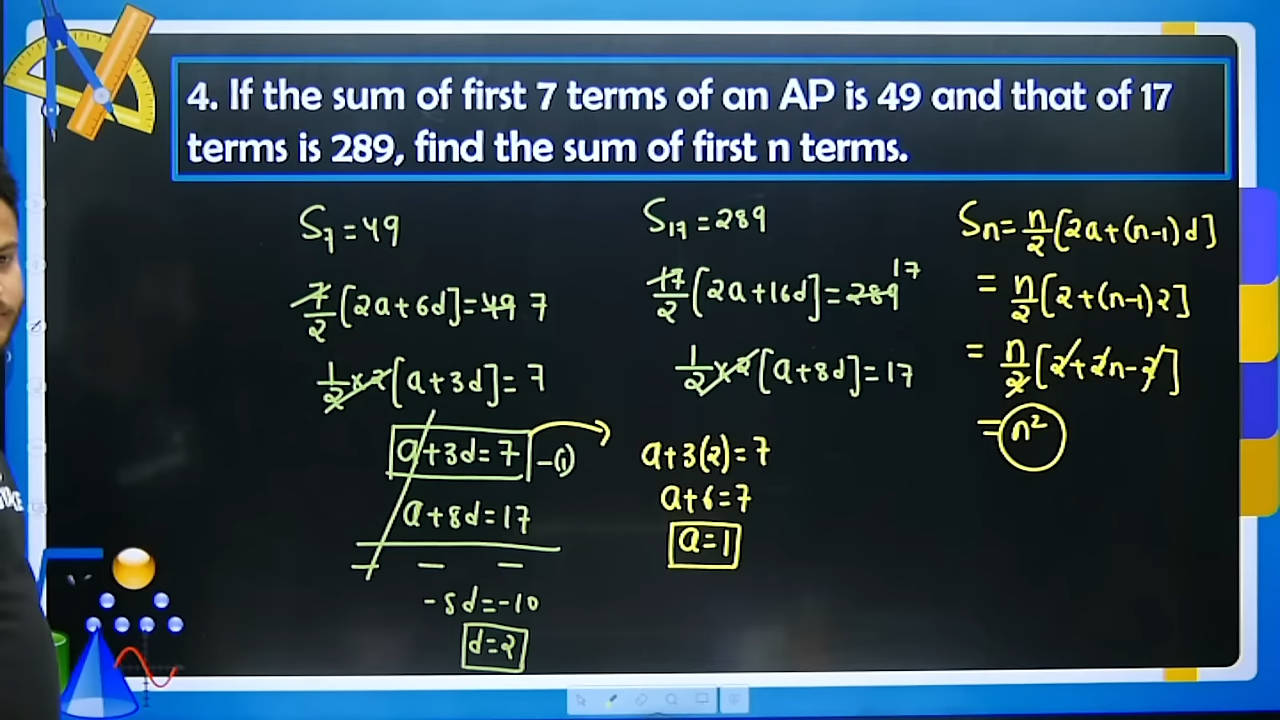 4. If the sum of first 7 terms of an AP is 49 and that of 17
terms is 289, find the sum of first n terms.
S₇ = 49
7/2 [2a+6d] = 49 7
1/2 × 2 [a+3d] = 7
a+3d = 7 -(1)
a+8d = 17
- - -
-5d = -10
d = 2
S₁₇ = 289
17/2 [2a+16d] = 289 17
1/2 × 2 [a+8d] = 17
a+3(2) = 7
a+6 = 7
a = 1
Sn = n/2 [2a+(n-1)d]
= n/2 [2+(n-1)2]
= n/2 [2+2n-2]
= n²